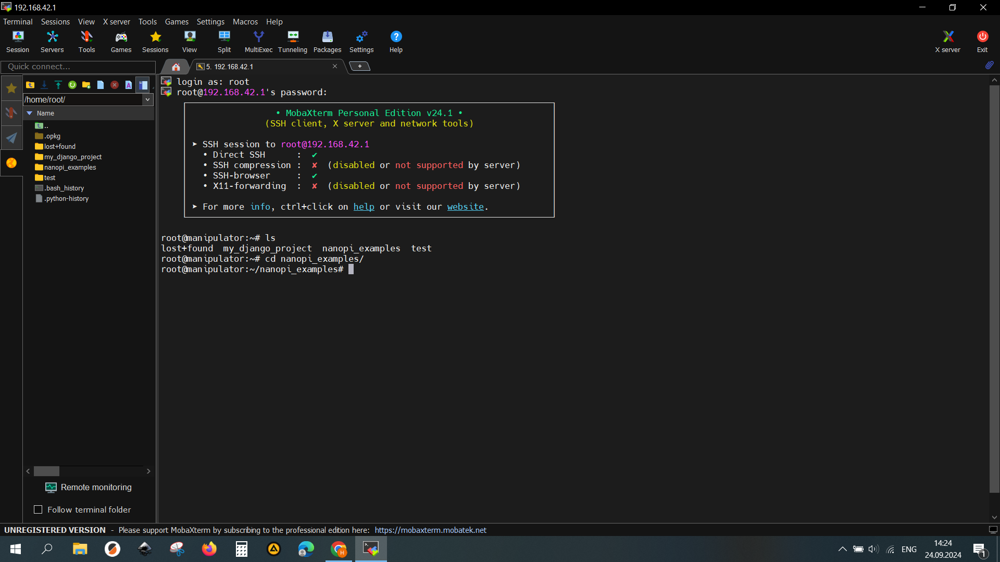 192.168.42.1
Terminal Sessions View X server Tools Games Settings Macros Help
Session Servers Tools Games Sessions View Split MultiExec Tunneling Packages Settings Help X server Exit
Quick connect...
5. 192.168.42.1
/home/root/
Name
..
.opkg
lost+found
my_django_project
nanopi_examples
test
.bash_history
.python-history
Remote monitoring
Follow terminal folder
login as: root
root@192.168.42.1's password:
• MobaXterm Personal Edition v24.1 •
(SSH client, X server and network tools)
➤ SSH session to root@192.168.42.1
• Direct SSH : ✔
• SSH compression : ✘ (disabled or not supported by server)
• SSH-browser : ✔
• X11-forwarding : ✘ (disabled or not supported by server)
➤ For more info, ctrl+click on help or visit our website.
root@manipulator:~# ls
lost+found my_django_project nanopi_examples test
root@manipulator:~# cd nanopi_examples/
root@manipulator:~/nanopi_examples#
UNREGISTERED VERSION - Please support MobaXterm by subscribing to the professional edition here: https://mobaxterm.mobatek.net
ENG
14:24
24.09.2024
1